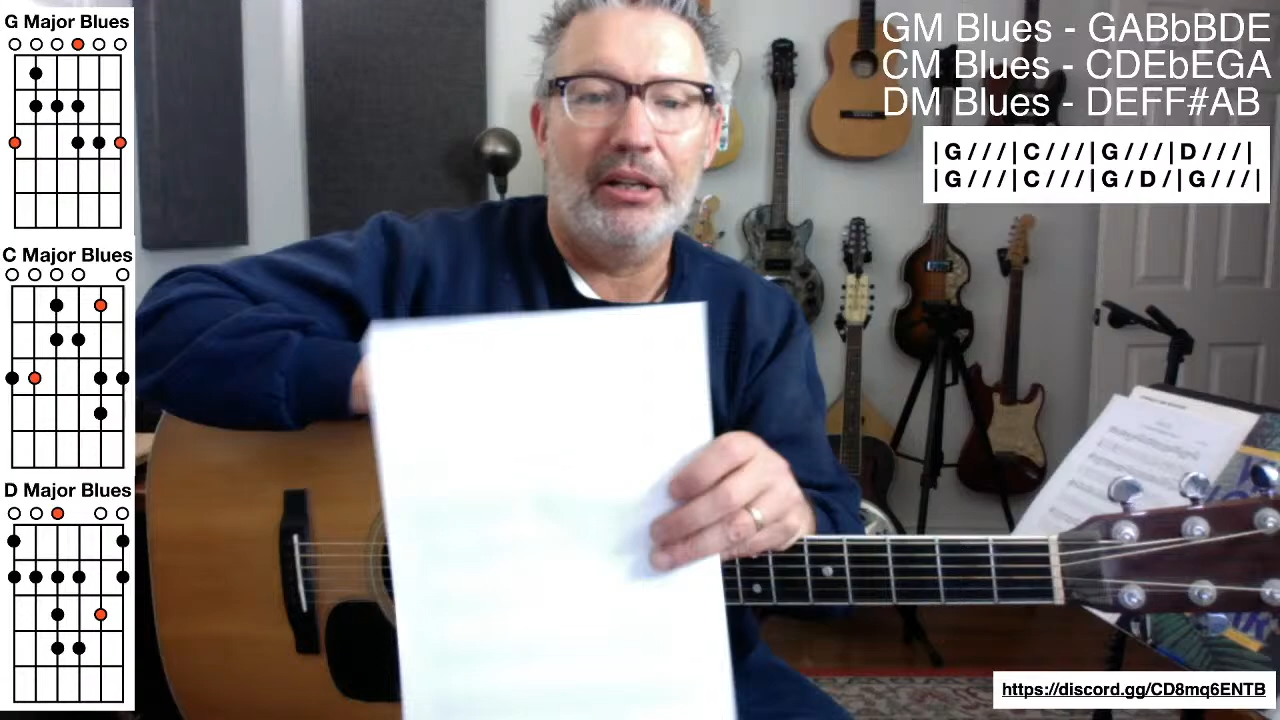 G Major Blues
C Major Blues
D Major Blues
GM Blues - GABbBDE
CM Blues - CDEbEGA
DM Blues - DEFF#AB
| G / / / | C / / / | G / / / | D / / / |
| G / / / | C / / / | G / D / | G / / / |
https://discord.gg/CD8mq6ENTB